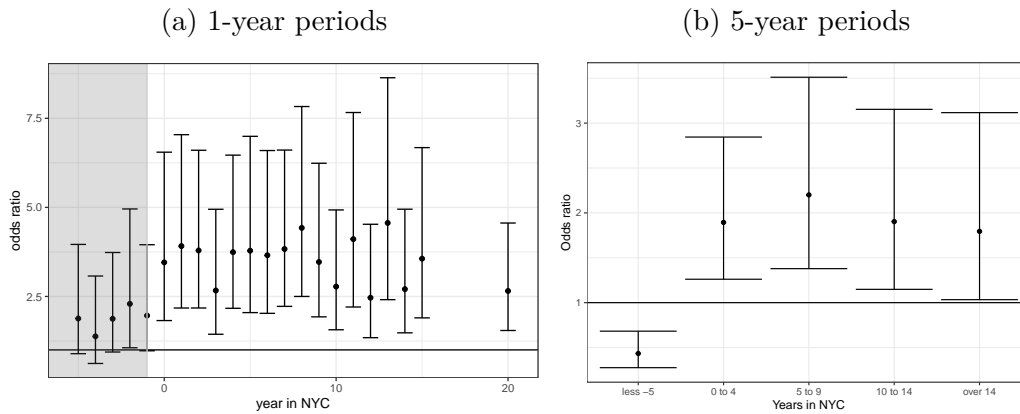 (a) 1-year periods
(b) 5-year periods
odds ratio
7.5
5.0
2.5
0
10
20
year in NYC
Odds ratio
3
2
1
less −5
0 to 4
5 to 9
10 to 14
over 14
Years in NYC